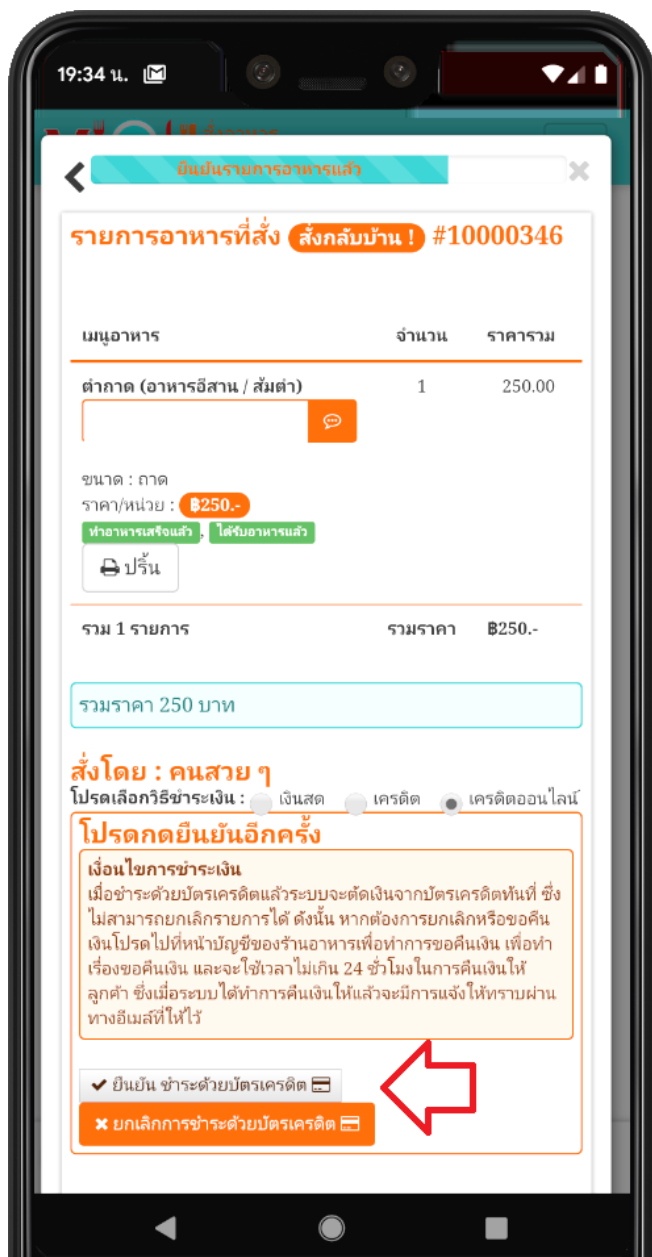 19:34 น.
สั่งอาหาร
ยืนยันรายการอาหารแล้ว
รายการอาหารที่สั่ง สั่งกลับบ้าน ! #10000346
เมนูอาหาร จำนวน ราคารวม
ตำถาด (อาหารอีสาน / ส้มตำ) 1 250.00
ขนาด : ถาด
ราคา/หน่วย : ฿250.-
ทำอาหารเสร็จแล้ว , ได้รับอาหารแล้ว
ปริ้น
รวม 1 รายการ รวมราคา ฿250.-
รวมราคา 250 บาท
สั่งโดย : คนสวย ๆ
โปรดเลือกวิธีชำระเงิน : เงินสด เครดิต เครดิตออนไลน์
โปรดกดยืนยันอีกครั้ง
เงื่อนไขการชำระเงิน
เมื่อชำระด้วยบัตรเครดิตแล้วระบบจะตัดเงินจากบัตรเครดิตทันที่ ซึ่ง
ไม่สามารถยกเลิกรายการได้ ดังนั้น หากต้องการยกเลิกหรือขอคืน
เงินโปรดไปที่หน้าบัญชีของร้านอาหารเพื่อทำการขอคืนเงิน เพื่อทำ
เรื่องขอคืนเงิน และจะใช้เวลาไม่เกิน 24 ชั่วโมงในการคืนเงินให้
ลูกค้า ซึ่งเมื่อระบบได้ทำการคืนเงินให้แล้วจะมีการแจ้งให้ทราบผ่าน
ทางอีเมล์ที่ให้ไว้
ยืนยัน ชำระด้วยบัตรเครดิต
ยกเลิกการชำระด้วยบัตรเครดิต